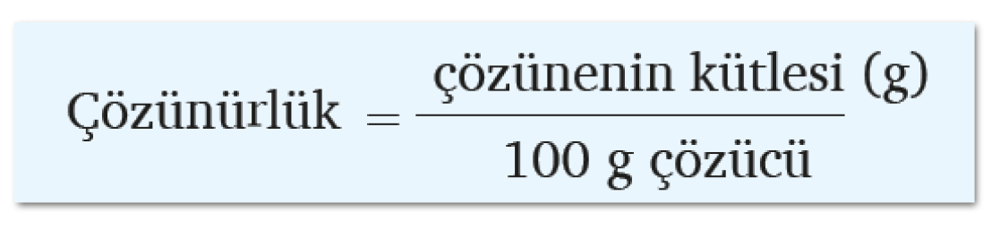 Çözünürlük = çözünenin kütlesi (g)
100 g çözücü